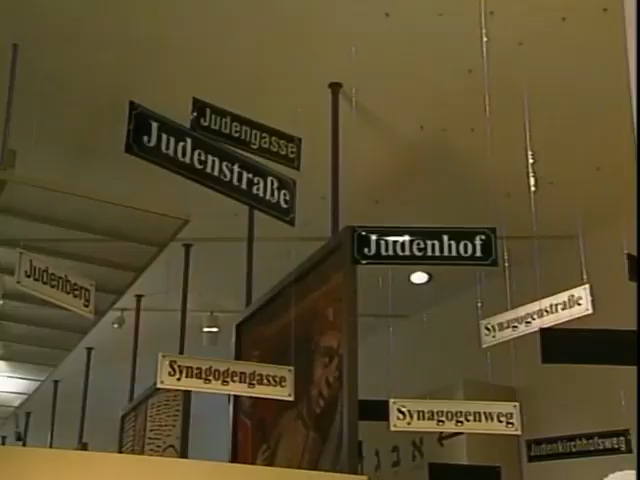 Judengasse
Judenstraße
Judenhof
Judenberg
Synagogenstraße
Synagogengasse
Synagogenweg
Judenkirchhofsweg
א ב ג